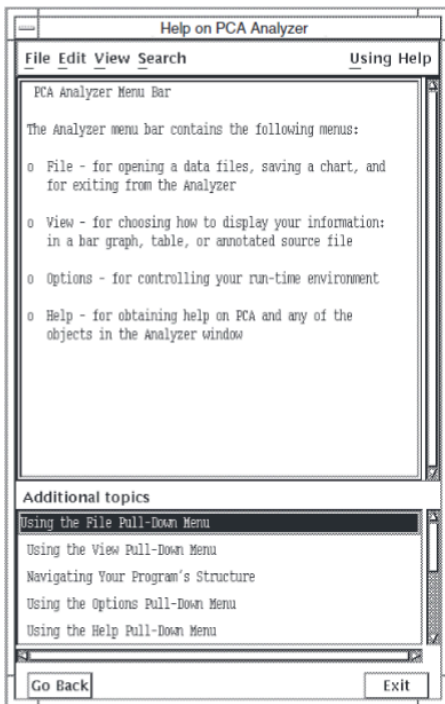 Help on PCA Analyzer
File Edit View Search Using Help
PCA Analyzer Menu Bar
The Analyzer menu bar contains the following menus:
o File - for opening a data files, saving a chart, and
for exiting from the Analyzer
o View - for choosing how to display your information:
in a bar graph, table, or annotated source file
o Options - for controlling your run-time environment
o Help - for obtaining help on PCA and any of the
objects in the Analyzer window
Additional topics
Using the File Pull-Down Menu
Using the View Pull-Down Menu
Navigating Your Program's Structure
Using the Options Pull-Down Menu
Using the Help Pull-Down Menu
Go Back Exit